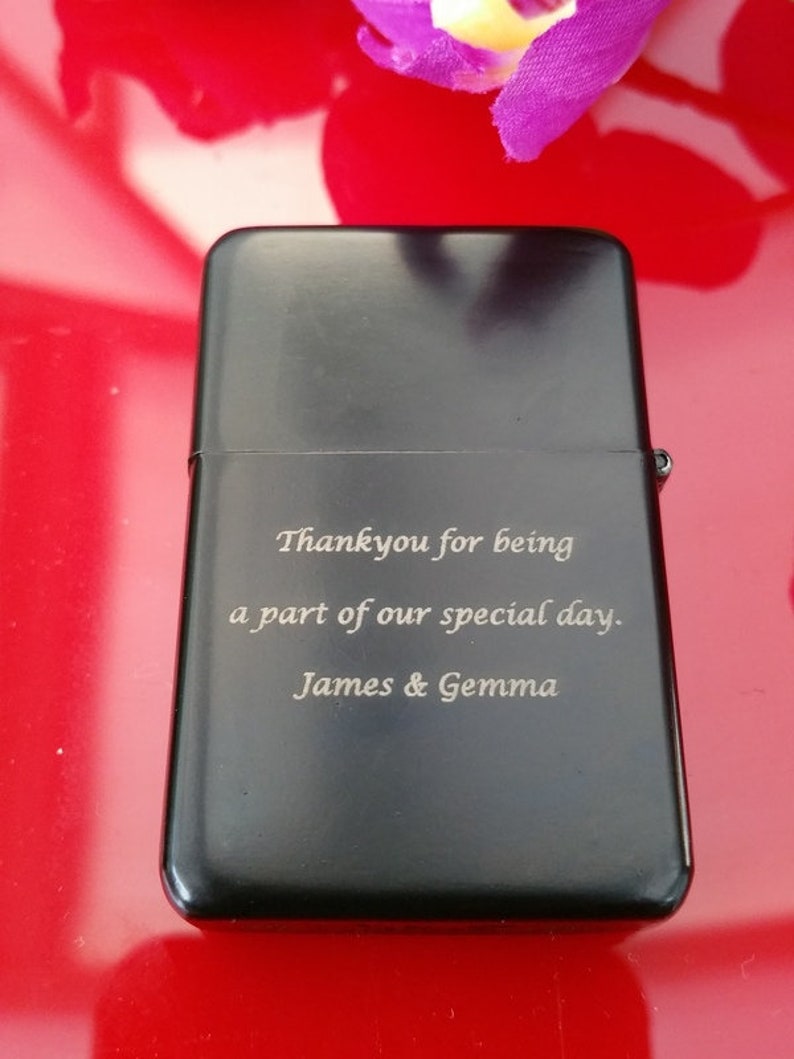 Thankyou for being
a part of our special day.
James & Gemma